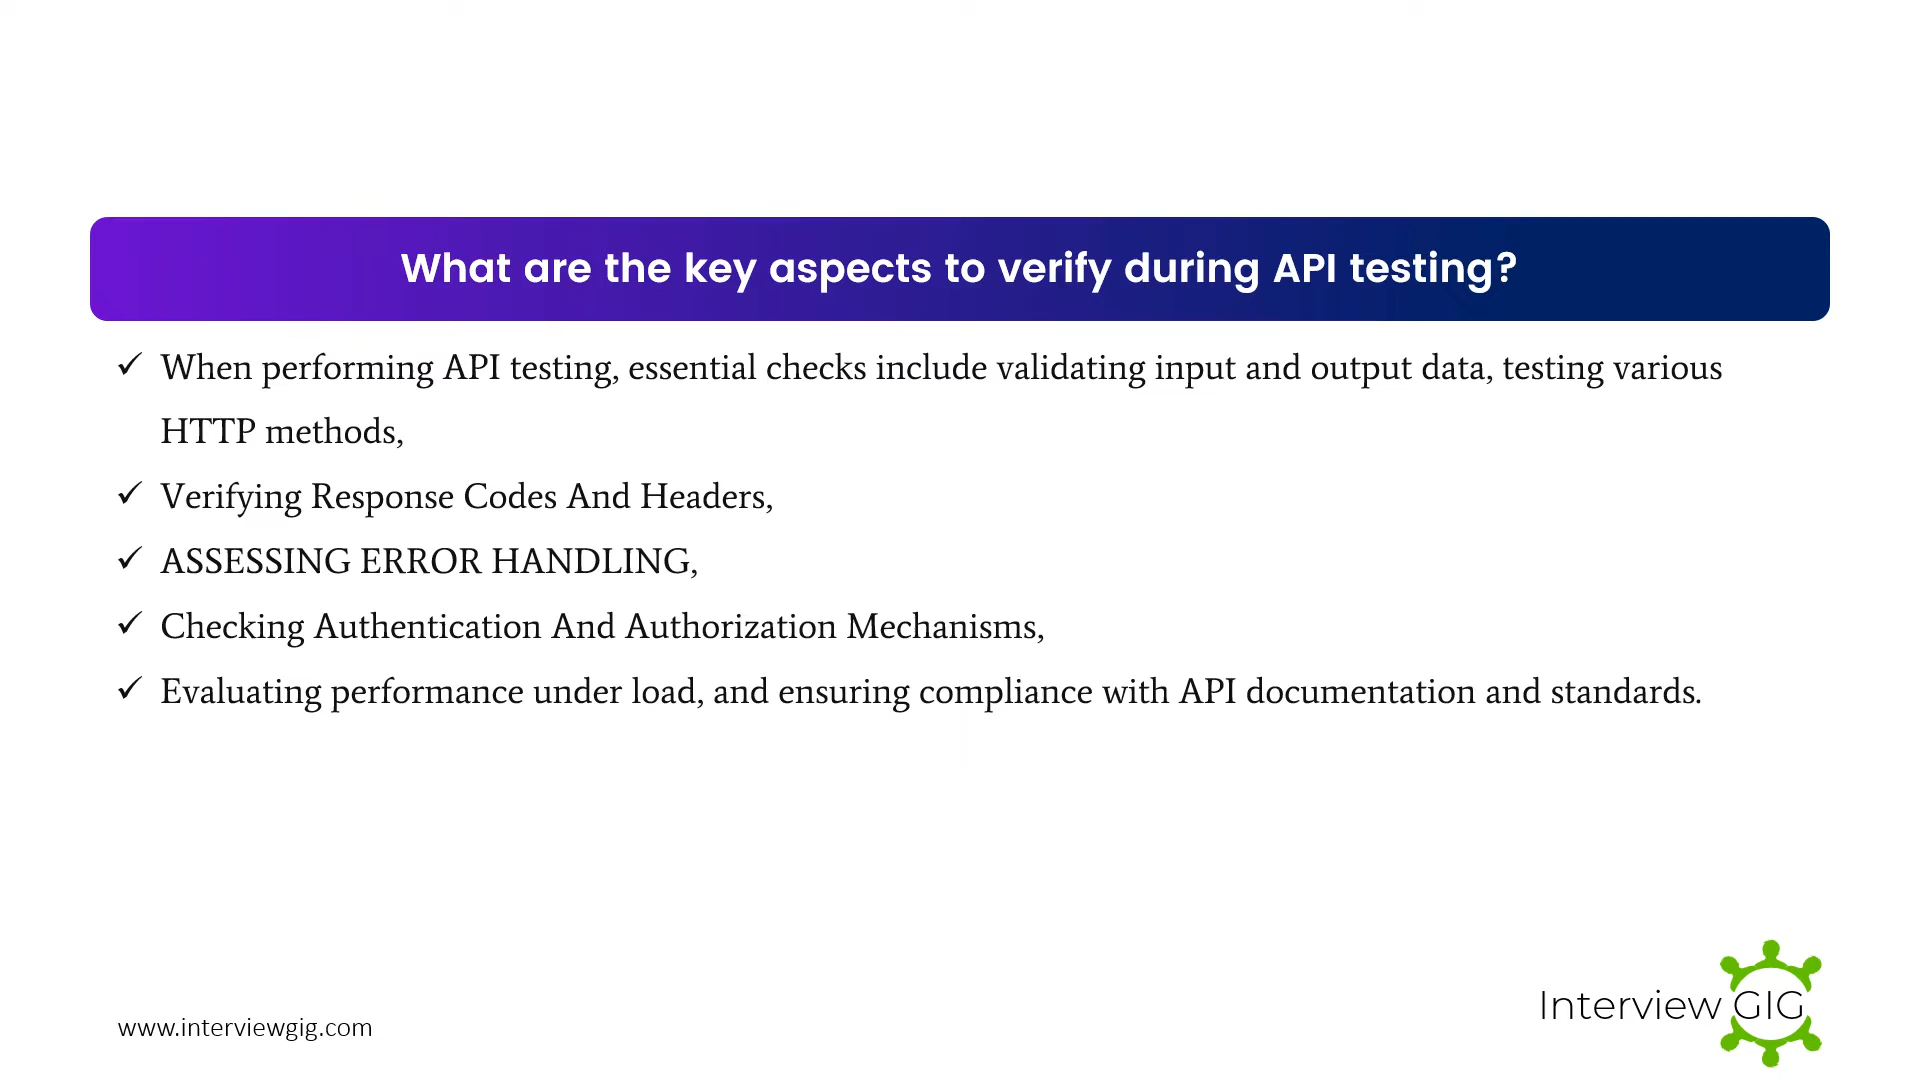 What are the key aspects to verify during API testing?
✓ When performing API testing, essential checks include validating input and output data, testing various
HTTP methods,
✓ Verifying Response Codes And Headers,
✓ ASSESSING ERROR HANDLING,
✓ Checking Authentication And Authorization Mechanisms,
✓ Evaluating performance under load, and ensuring compliance with API documentation and standards.
www.interviewgig.com
Interview GIG